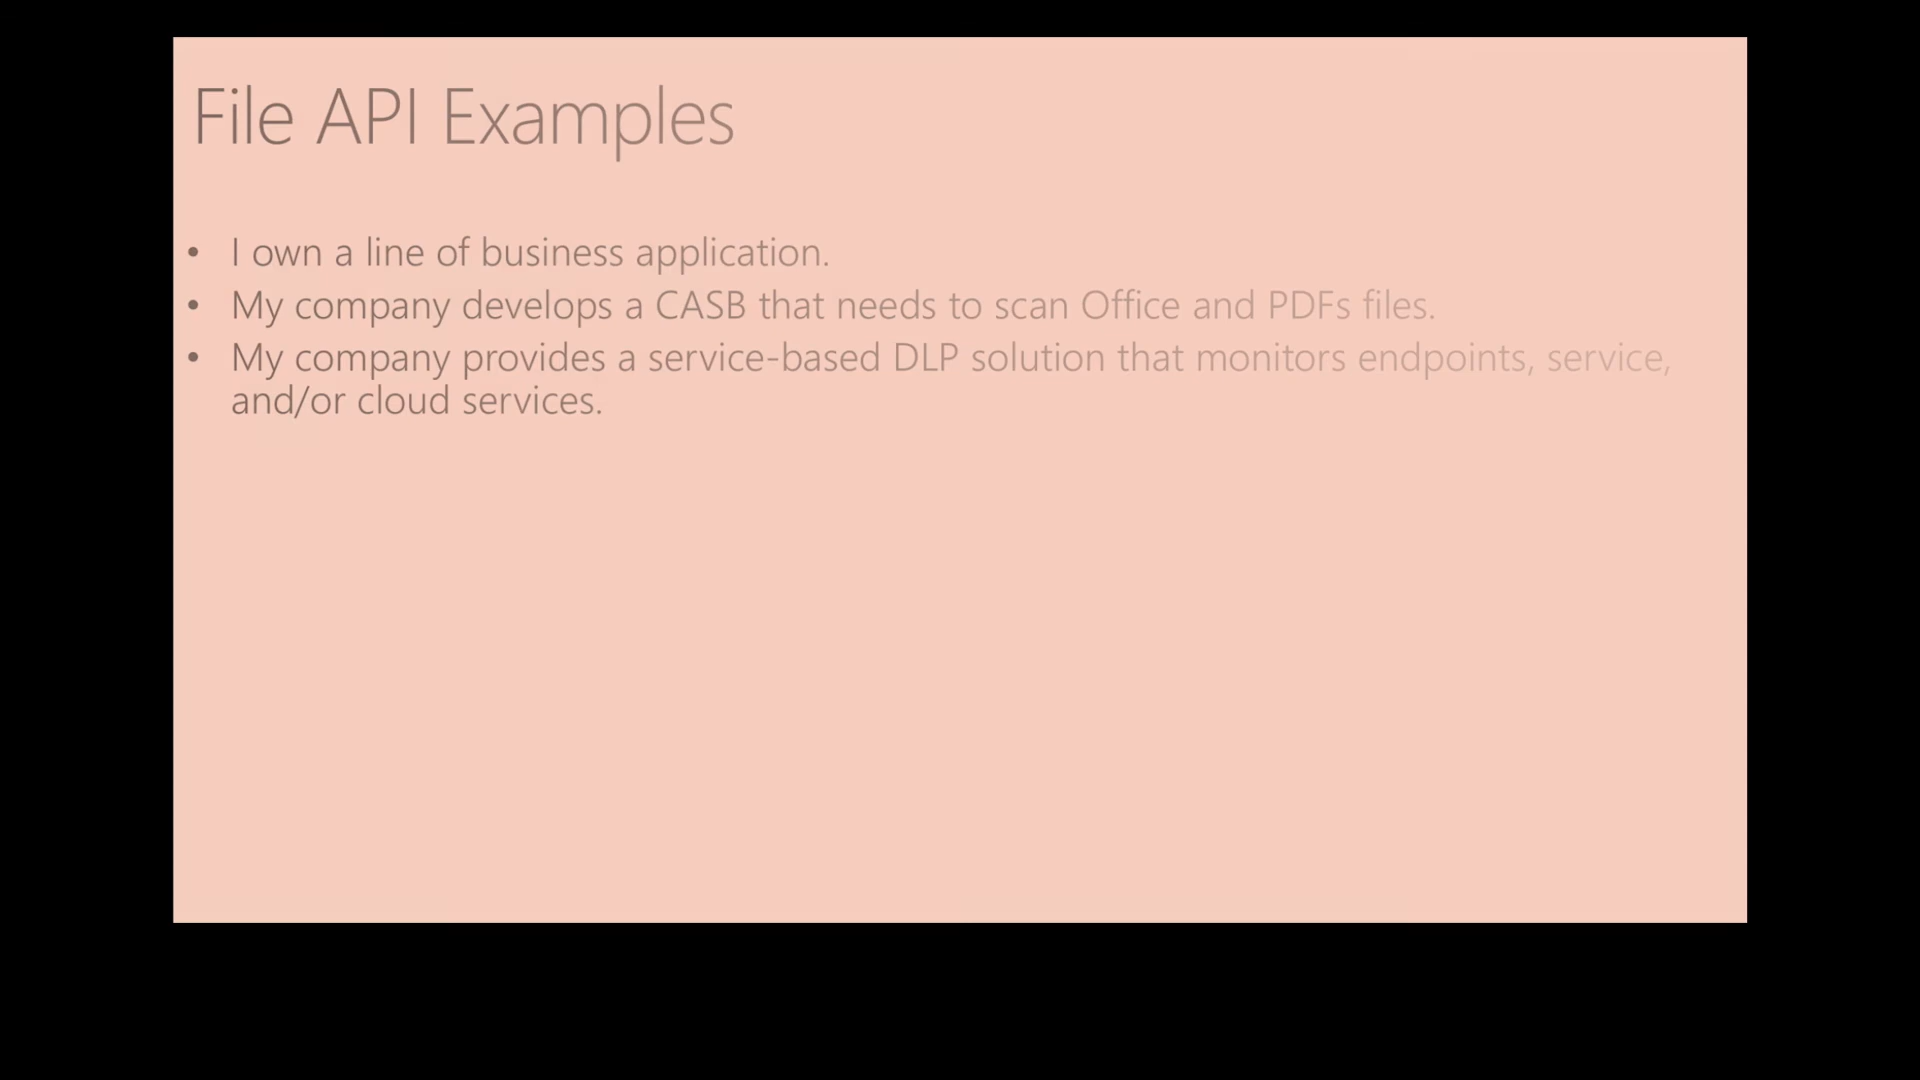 File API Examples
• I own a line of business application.
• My company develops a CASB that needs to scan Office and PDFs files.
• My company provides a service-based DLP solution that monitors endpoints, service,
and/or cloud services.